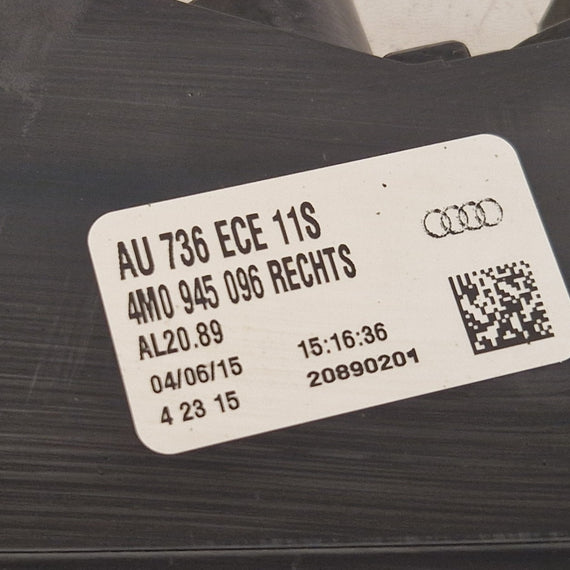 AU 736 ECE 11S
4M0 945 096 RECHTS
AL20.89
04/06/15 15:16:36
4 23 15 20890201